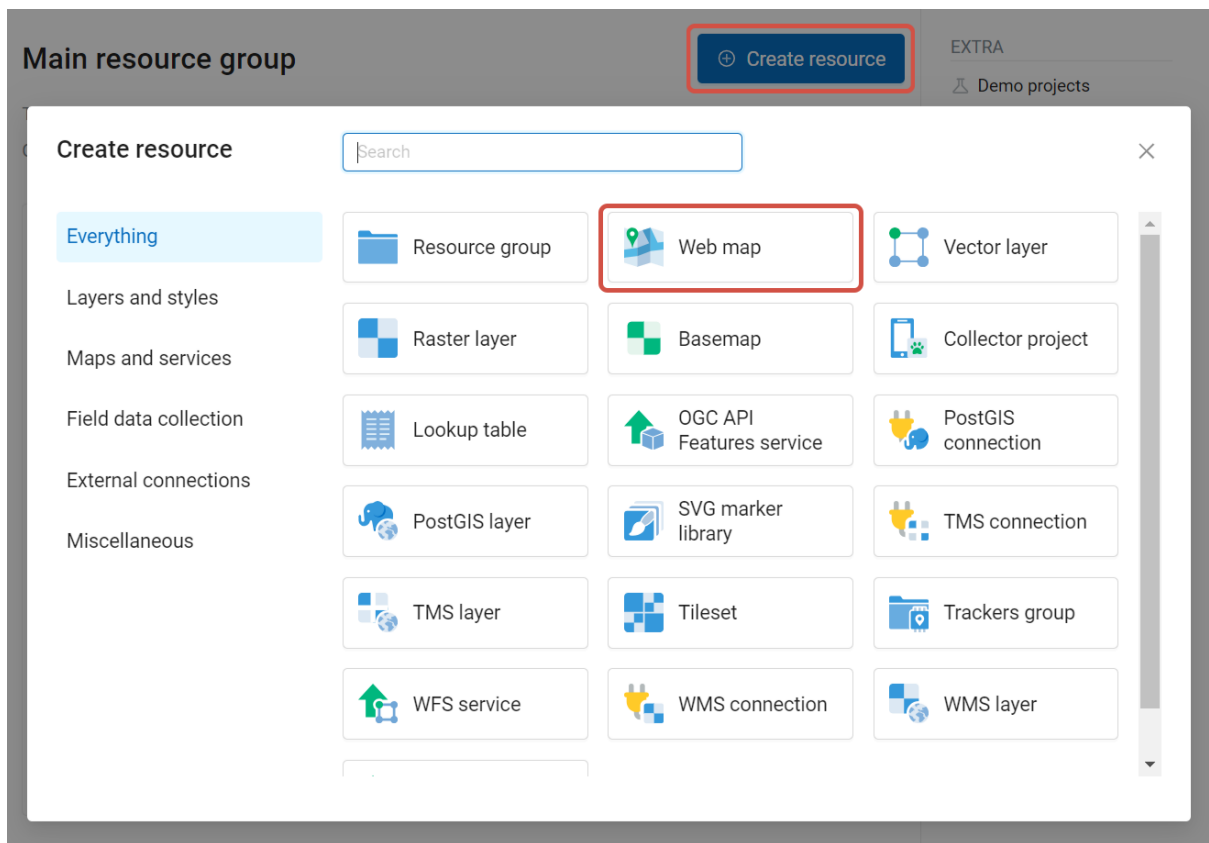 Main resource group
Create resource
EXTRA
Demo projects
Create resource
Search
Everything
Layers and styles
Maps and services
Field data collection
External connections
Miscellaneous
Resource group
Web map
Vector layer
Raster layer
Basemap
Collector project
Lookup table
OGC API
Features service
PostGIS
connection
PostGIS layer
SVG marker
library
TMS connection
TMS layer
Tileset
Trackers group
WFS service
WMS connection
WMS layer